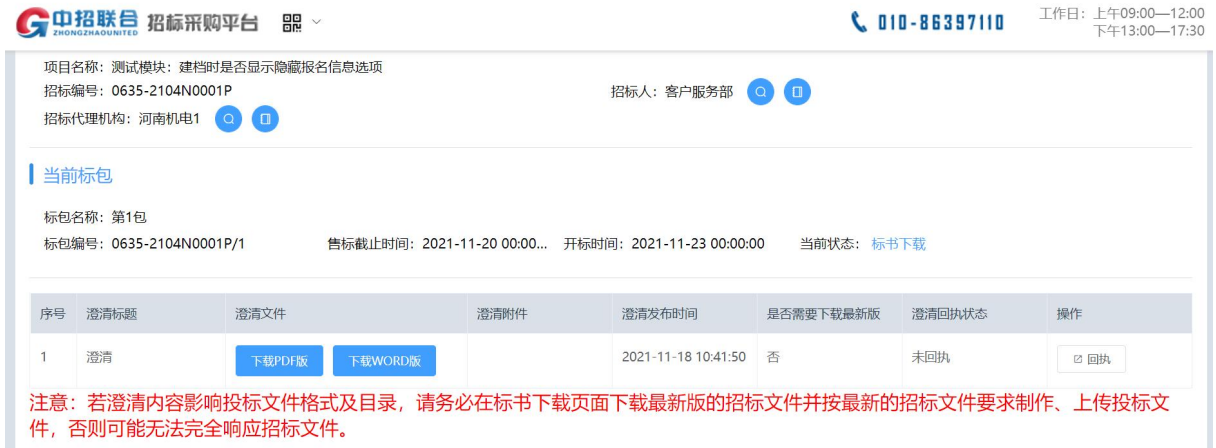 中招联合 招标采购平台
ZHONGZHAOUNITED
010-86397110
工作日：上午09:00—12:00
下午13:00—17:30
项目名称：测试模块：建档时是否显示隐藏报名信息选项
招标编号：0635-2104N0001P 招标人：客户服务部
招标代理机构：河南机电1
当前标包
标包名称：第1包
标包编号：0635-2104N0001P/1 售标截止时间：2021-11-20 00:00... 开标时间：2021-11-23 00:00:00 当前状态：标书下载
序号 澄清标题 澄清文件 澄清附件 澄清发布时间 是否需要下载最新版 澄清回执状态 操作
1 澄清 下载PDF版 下载WORD版 2021-11-18 10:41:50 否 未回执 回执
注意：若澄清内容影响投标文件格式及目录，请务必在标书下载页面下载最新版的招标文件并按最新的招标文件要求制作、上传投标文
件，否则可能无法完全响应招标文件。